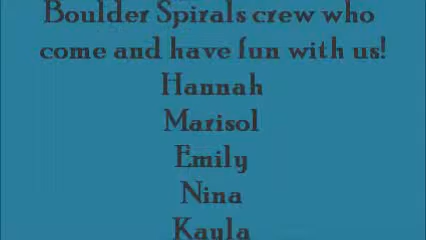 Boulder Spirals crew who
come and have fun with us!
Hannah
Marisol
Emily
Nina
Kayla